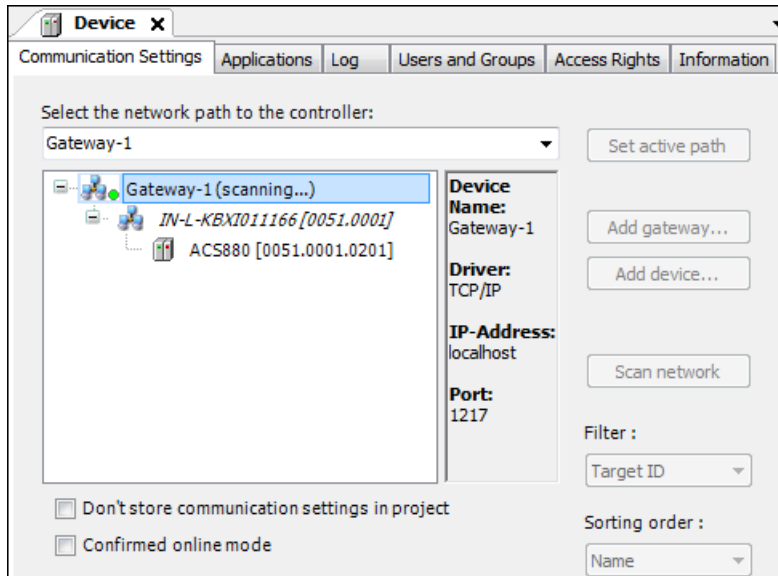 Device
Communication Settings Applications Log Users and Groups Access Rights Information
Select the network path to the controller:
Gateway-1
Set active path
Gateway-1 (scanning...)
IN-L-KBXI011166 [0051.0001]
ACS880 [0051.0001.0201]
Device
Name:
Gateway-1
Driver:
TCP/IP
IP-Address:
localhost
Port:
1217
Add gateway...
Add device...
Scan network
Filter :
Target ID
Sorting order :
Name
Don't store communication settings in project
Confirmed online mode